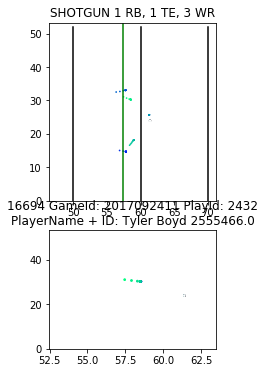 SHOTGUN 1 RB, 1 TE, 3 WR
50
40
30
20
10
0
50 55 60 65 70
16694 GameId: 2017092411 PlayId: 2432
PlayerName + ID: Tyler Boyd 2555466.0
40
20
0
52.5 55.0 57.5 60.0 62.5